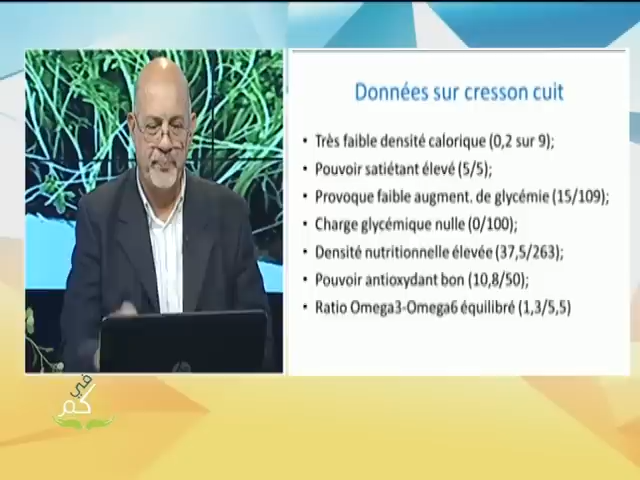 Données sur cresson cuit
• Très faible densité calorique (0,2 sur 9);
• Pouvoir satiétant élevé (5/5);
• Provoque faible augment. de glycémie (15/109);
• Charge glycémique nulle (0/100);
• Densité nutritionnelle élevée (37,5/263);
• Pouvoir antioxydant bon (10,8/50);
• Ratio Omega3-Omega6 équilibré (1,3/5,5)
في
كم